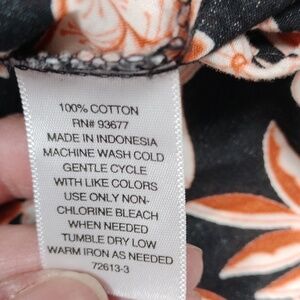 100% COTTON
RN# 93677
MADE IN INDONESIA
MACHINE WASH COLD
GENTLE CYCLE
WITH LIKE COLORS
USE ONLY NON-
CHLORINE BLEACH
WHEN NEEDED
TUMBLE DRY LOW
WARM IRON AS NEEDED
72613-3